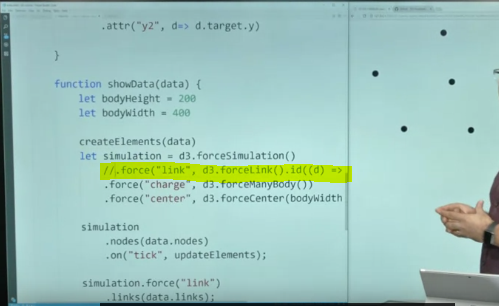 .attr("y2", d=> d.target.y)
}
function showData(data) {
let bodyHeight = 200
let bodyWidth = 400
createElements(data)
let simulation = d3.forceSimulation()
//.force("link", d3.forceLink().id((d) =>
.force("charge", d3.forceManyBody())
.force("center", d3.forceCenter(bodyWidth
simulation
.nodes(data.nodes)
.on("tick", updateElements);
simulation.force("link")
.links(data.links);